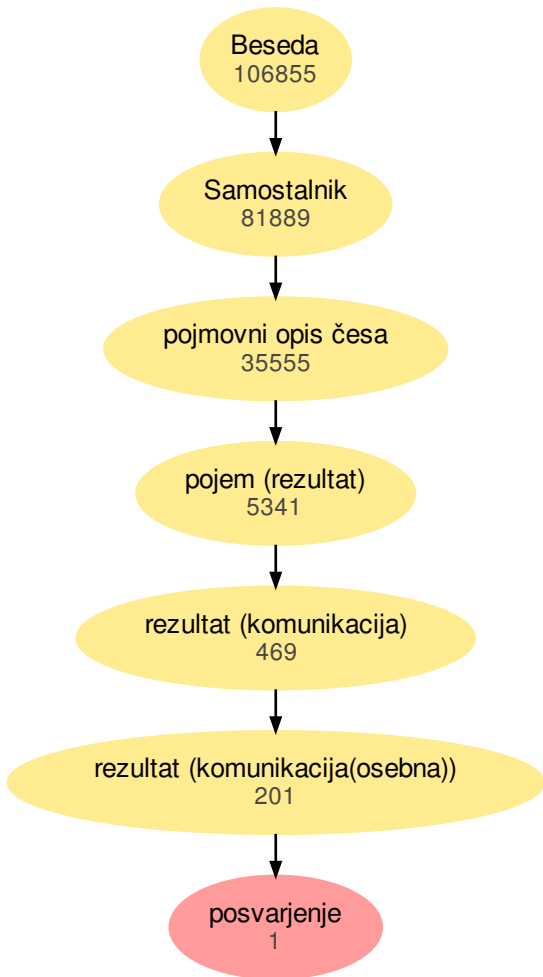 Beseda
106855
Samostalnik
81889
pojmovni opis česa
35555
pojem (rezultat)
5341
rezultat (komunikacija)
469
rezultat (komunikacija(osebna))
201
posvarjenje
1